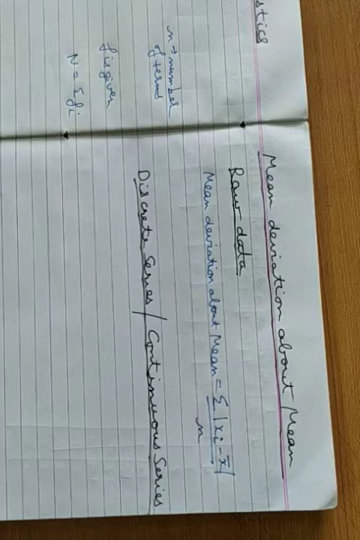 stics
n → number
of terms
f is given
N = Σfi
Mean deviation about Mean
Raw data
Mean deviation about Mean = Σ |xi - x̄|
n
Discrete Series / Continuous Series